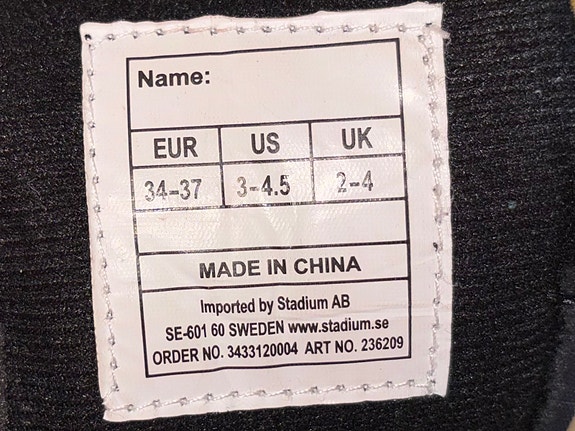 Name:
EUR US UK
34-37 3-4.5 2-4
MADE IN CHINA
Imported by Stadium AB
SE-601 60 SWEDEN www.stadium.se
ORDER NO. 3433120004 ART NO. 236209